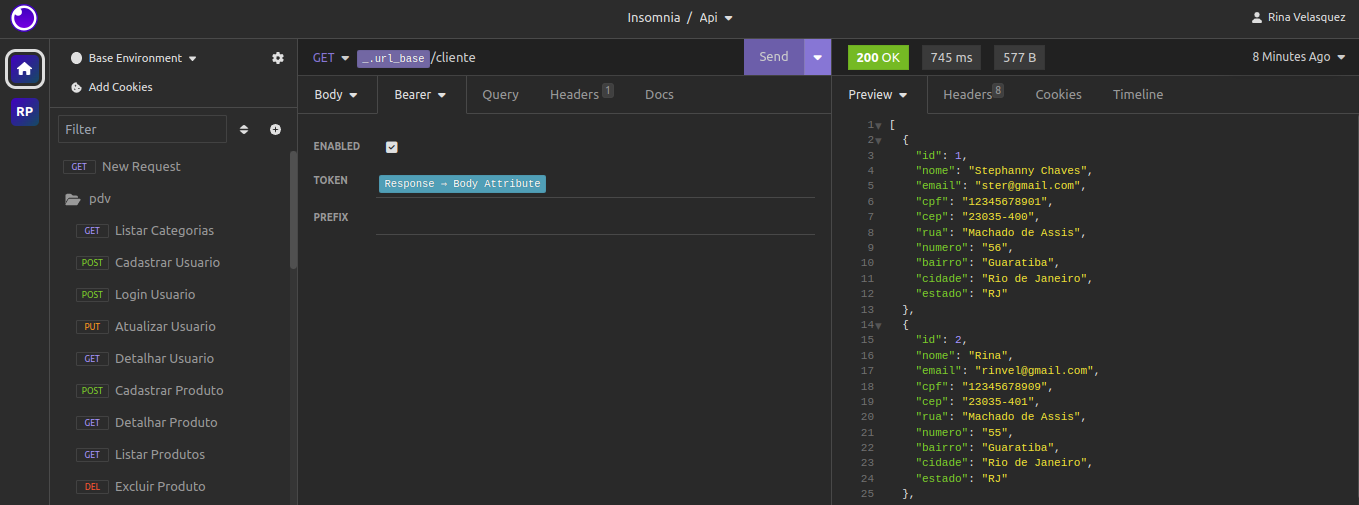 Insomnia / Api
Rina Velasquez
RP
Base Environment
Add Cookies
Filter
GET New Request
pdv
GET Listar Categorias
POST Cadastrar Usuario
POST Login Usuario
PUT Atualizar Usuario
GET Detalhar Usuario
POST Cadastrar Produto
GET Detalhar Produto
GET Listar Produtos
DEL Excluir Produto
GET _.url_base/cliente
Send
Body Bearer Query Headers 1 Docs
ENABLED
TOKEN Response → Body Attribute
PREFIX
200 OK 745 ms 577 B 8 Minutes Ago
Preview Headers 8 Cookies Timeline
1 [
2 {
3 "id": 1,
4 "nome": "Stephanny Chaves",
5 "email": "ster@gmail.com",
6 "cpf": "12345678901",
7 "cep": "23035-400",
8 "rua": "Machado de Assis",
9 "numero": "56",
10 "bairro": "Guaratiba",
11 "cidade": "Rio de Janeiro",
12 "estado": "RJ"
13 },
14 {
15 "id": 2,
16 "nome": "Rina",
17 "email": "rinvel@gmail.com",
18 "cpf": "12345678909",
19 "cep": "23035-401",
20 "rua": "Machado de Assis",
21 "numero": "55",
22 "bairro": "Guaratiba",
23 "cidade": "Rio de Janeiro",
24 "estado": "RJ"
25 },